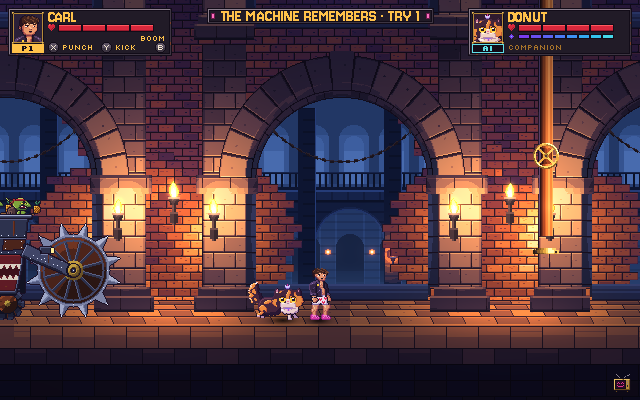 CARL
BOOM
P1 X PUNCH Y KICK B
THE MACHINE REMEMBERS · TRY 1
DONUT
AI COMPANION